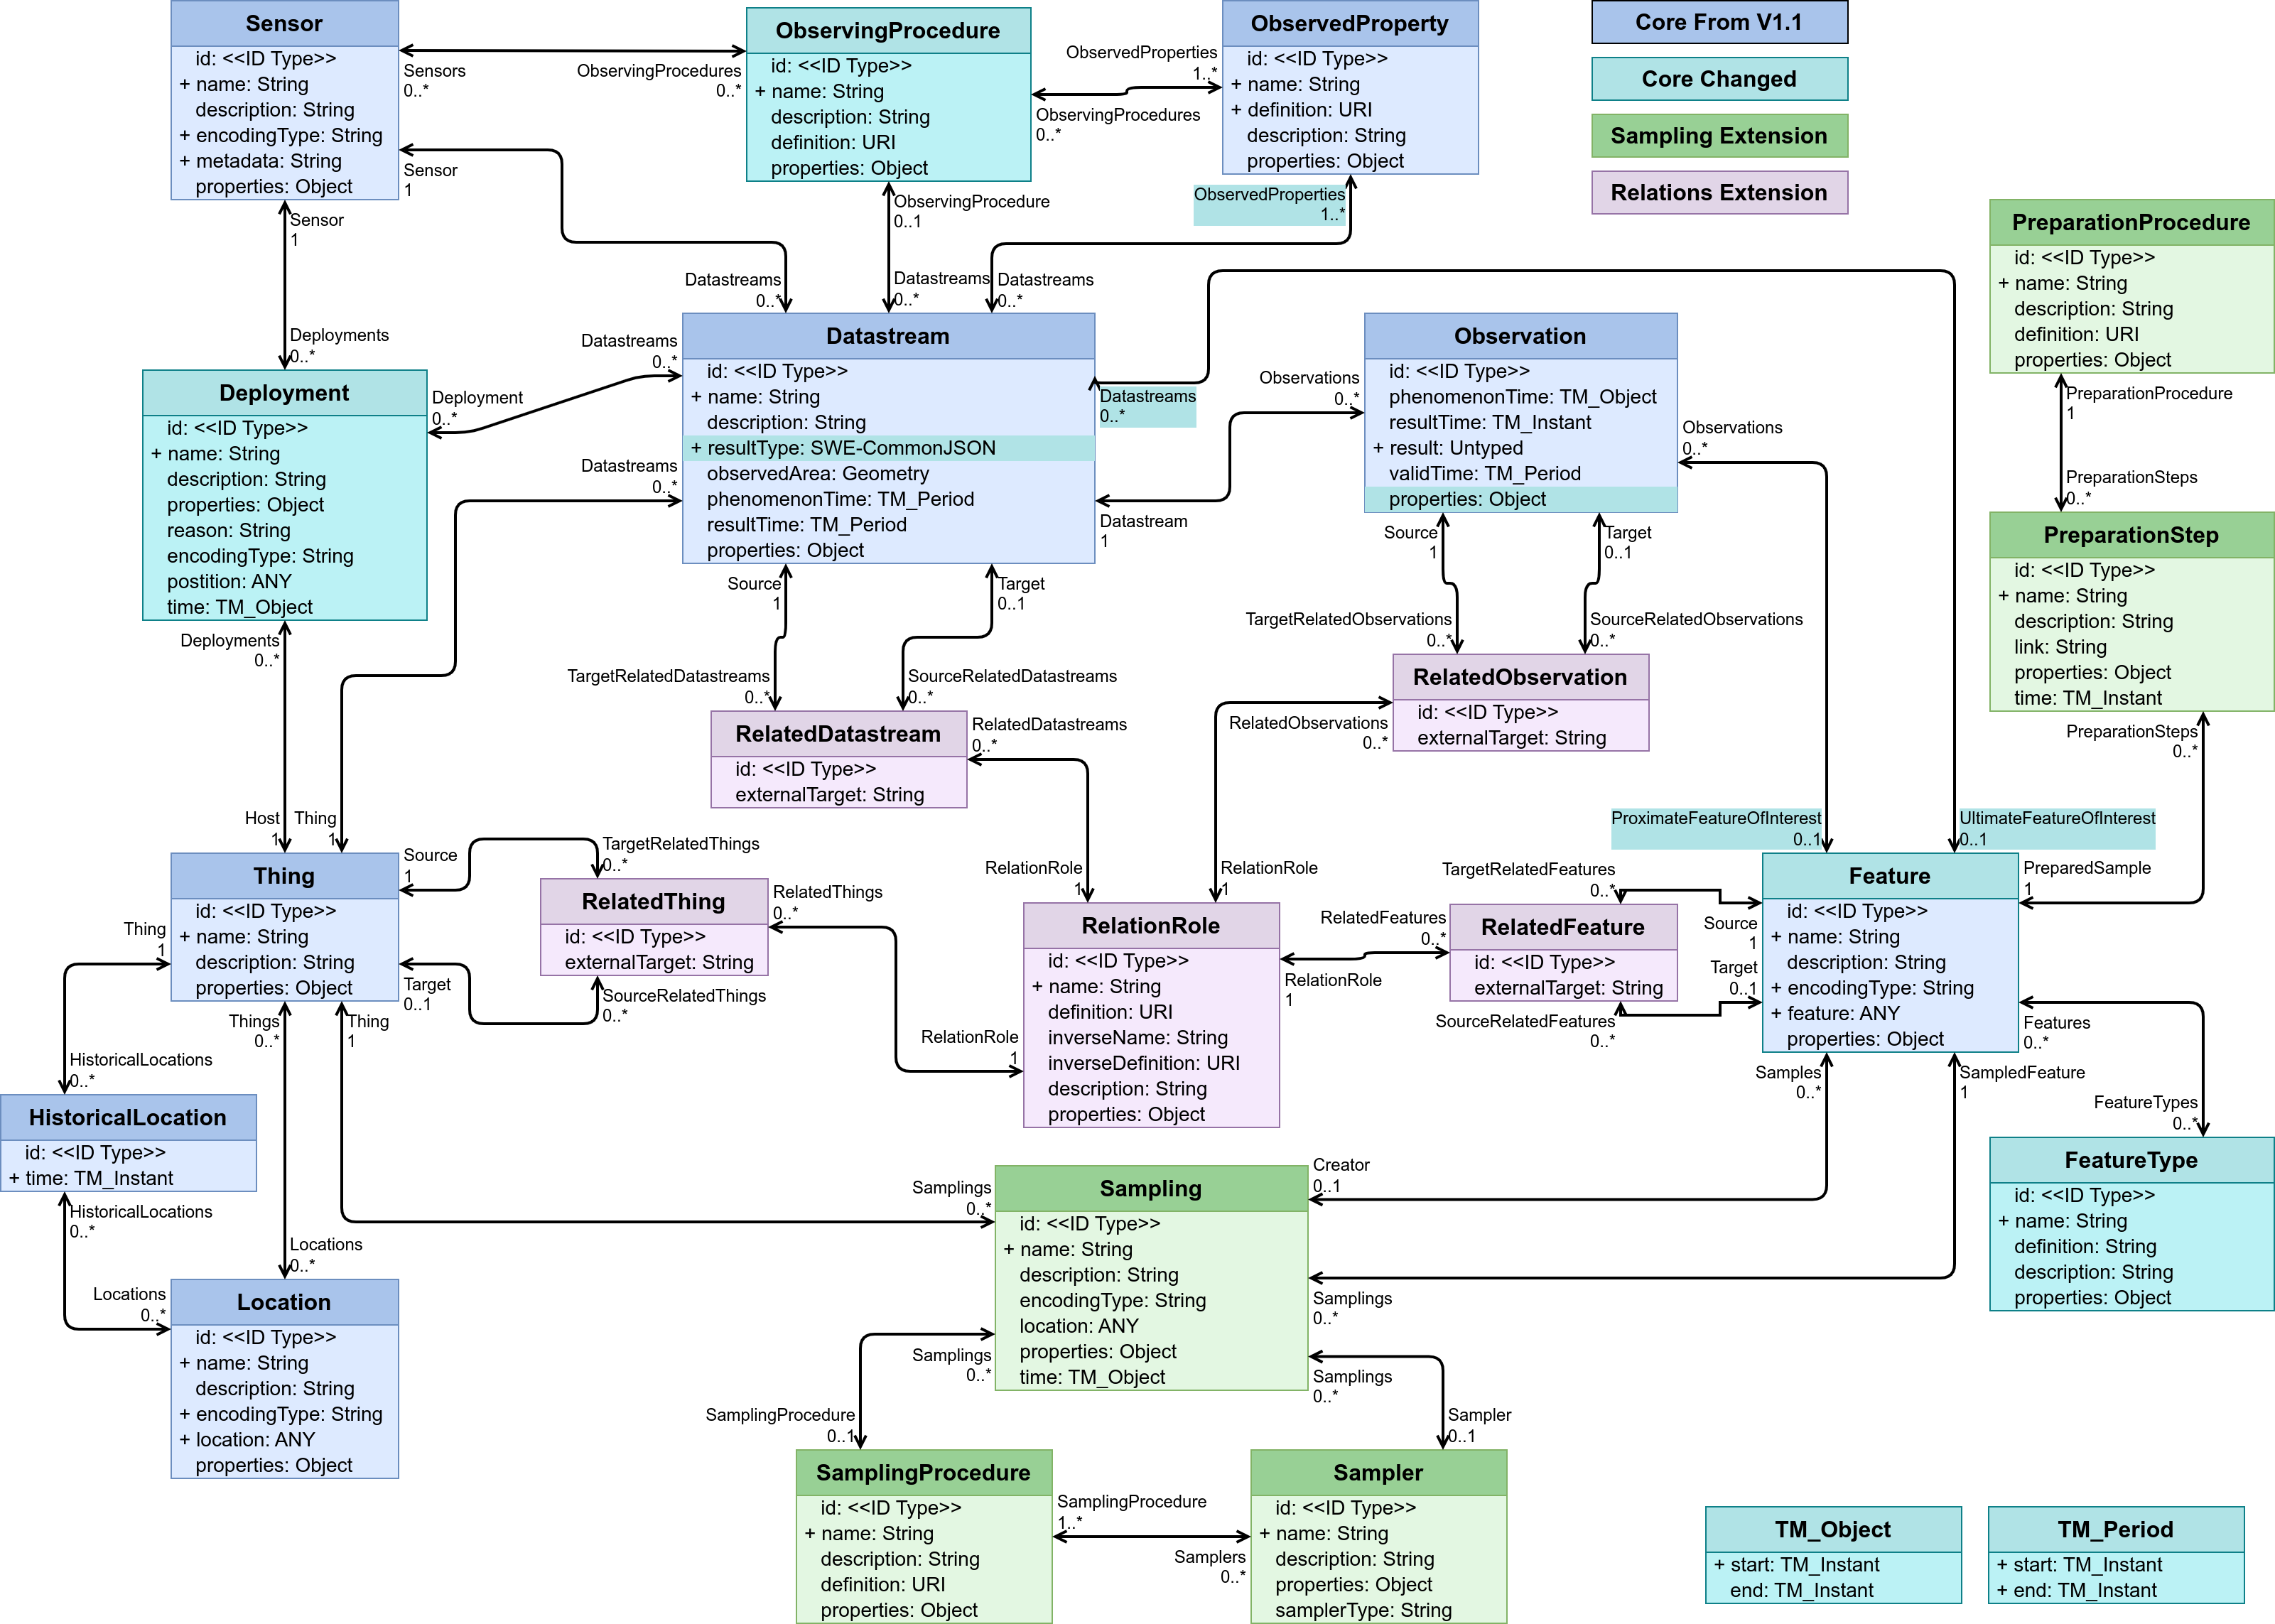 Sensor
id: <<ID Type>>
+ name: String
description: String
+ encodingType: String
+ metadata: String
properties: Object
Sensors
0..*
ObservingProcedures
0..*
ObservingProcedure
id: <<ID Type>>
+ name: String
description: String
definition: URI
properties: Object
ObservedProperties
1..*
ObservingProcedures
0..*
ObservedProperty
id: <<ID Type>>
+ name: String
+ definition: URI
description: String
properties: Object
Core From V1.1
Core Changed
Sampling Extension
Relations Extension
Sensor
1
Sensor
1
ObservingProcedure
0..1
ObservedProperties
1..*
Deployments
0..*
Datastreams
0..*
Datastreams
0..*
Datastreams
0..*
PreparationProcedure
id: <<ID Type>>
+ name: String
description: String
definition: URI
properties: Object
PreparationProcedure
1
PreparationSteps
0..*
Deployment
id: <<ID Type>>
+ name: String
description: String
properties: Object
reason: String
encodingType: String
postition: ANY
time: TM_Object
Datastreams
0..*
Deployment
0..*
Datastreams
0..*
Datastream
id: <<ID Type>>
+ name: String
description: String
+ resultType: SWE-CommonJSON
observedArea: Geometry
phenomenonTime: TM_Period
resultTime: TM_Period
properties: Object
Datastreams
0..*
Datastream
1
Observations
0..*
Observation
id: <<ID Type>>
phenomenonTime: TM_Object
resultTime: TM_Instant
+ result: Untyped
validTime: TM_Period
properties: Object
Observations
0..*
PreparationStep
id: <<ID Type>>
+ name: String
description: String
link: String
properties: Object
time: TM_Instant
PreparationSteps
0..*
Source
1
Target
0..1
Source
1
Target
0..1
TargetRelatedObservations
0..*
SourceRelatedObservations
0..*
Deployments
0..*
TargetRelatedDatastreams
0..*
SourceRelatedDatastreams
0..*
RelatedDatastream
id: <<ID Type>>
externalTarget: String
RelatedDatastreams
0..*
RelatedObservations
0..*
RelatedObservation
id: <<ID Type>>
externalTarget: String
Host
1
Thing
1
Thing
id: <<ID Type>>
+ name: String
description: String
properties: Object
Source
1
TargetRelatedThings
0..*
RelatedThing
id: <<ID Type>>
externalTarget: String
RelatedThings
0..*
Target
0..1
SourceRelatedThings
0..*
RelationRole
1
RelationRole
1
RelationRole
1
RelationRole
id: <<ID Type>>
+ name: String
definition: URI
inverseName: String
inverseDefinition: URI
description: String
properties: Object
RelatedFeatures
0..*
RelationRole
1
TargetRelatedFeatures
0..*
RelatedFeature
id: <<ID Type>>
externalTarget: String
SourceRelatedFeatures
0..*
Source
1
Target
0..1
ProximateFeatureOfInterest
0..1
UltimateFeatureOfInterest
0..1
Feature
id: <<ID Type>>
+ name: String
description: String
+ encodingType: String
+ feature: ANY
properties: Object
PreparedSample
1
Features
0..*
FeatureTypes
0..*
Samples
0..*
SampledFeature
1
FeatureType
id: <<ID Type>>
+ name: String
definition: String
description: String
properties: Object
Thing
1
Things
0..*
Thing
1
HistoricalLocations
0..*
HistoricalLocation
id: <<ID Type>>
+ time: TM_Instant
HistoricalLocations
0..*
Locations
0..*
Locations
0..*
Location
id: <<ID Type>>
+ name: String
description: String
+ encodingType: String
+ location: ANY
properties: Object
Samplings
0..*
Creator
0..1
Sampling
id: <<ID Type>>
+ name: String
description: String
encodingType: String
location: ANY
properties: Object
time: TM_Object
Samplings
0..*
Samplings
0..*
Samplings
0..*
SamplingProcedure
0..1
Sampler
0..1
SamplingProcedure
id: <<ID Type>>
+ name: String
description: String
definition: URI
properties: Object
SamplingProcedure
1..*
Samplers
0..*
Sampler
id: <<ID Type>>
+ name: String
description: String
properties: Object
samplerType: String
TM_Object
+ start: TM_Instant
end: TM_Instant
TM_Period
+ start: TM_Instant
+ end: TM_Instant